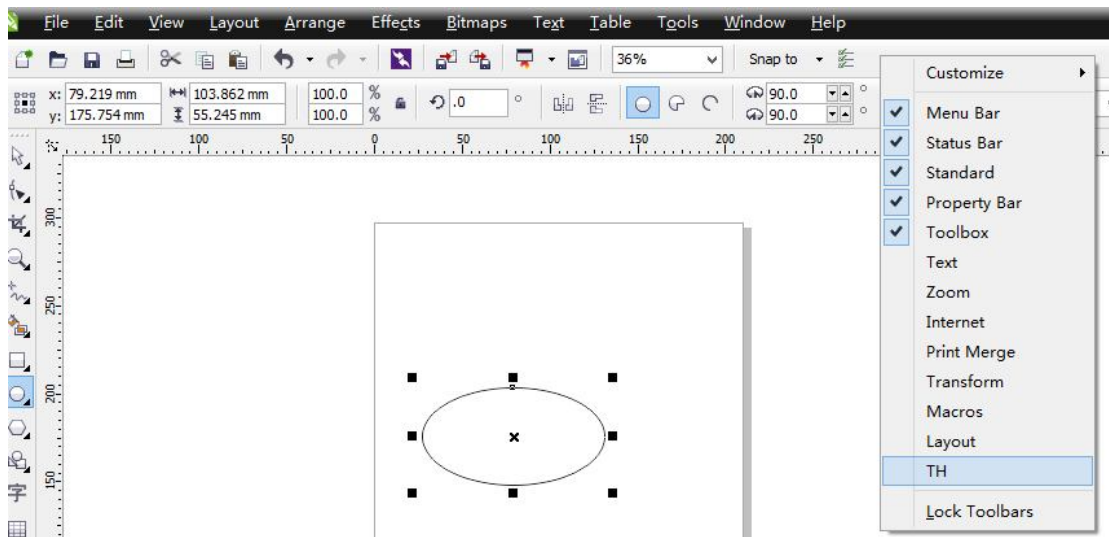 File Edit View Layout Arrange Effects Bitmaps Text Table Tools Window Help
36% Snap to
x: 79.219 mm 103.862 mm 100.0 % .0 ° 90.0 °
y: 175.754 mm 55.245 mm 100.0 % 90.0 °
150 100 50 0 50 100 150 200 250
300
250
200
150
字
Customize
Menu Bar
Status Bar
Standard
Property Bar
Toolbox
Text
Zoom
Internet
Print Merge
Transform
Macros
Layout
TH
Lock Toolbars